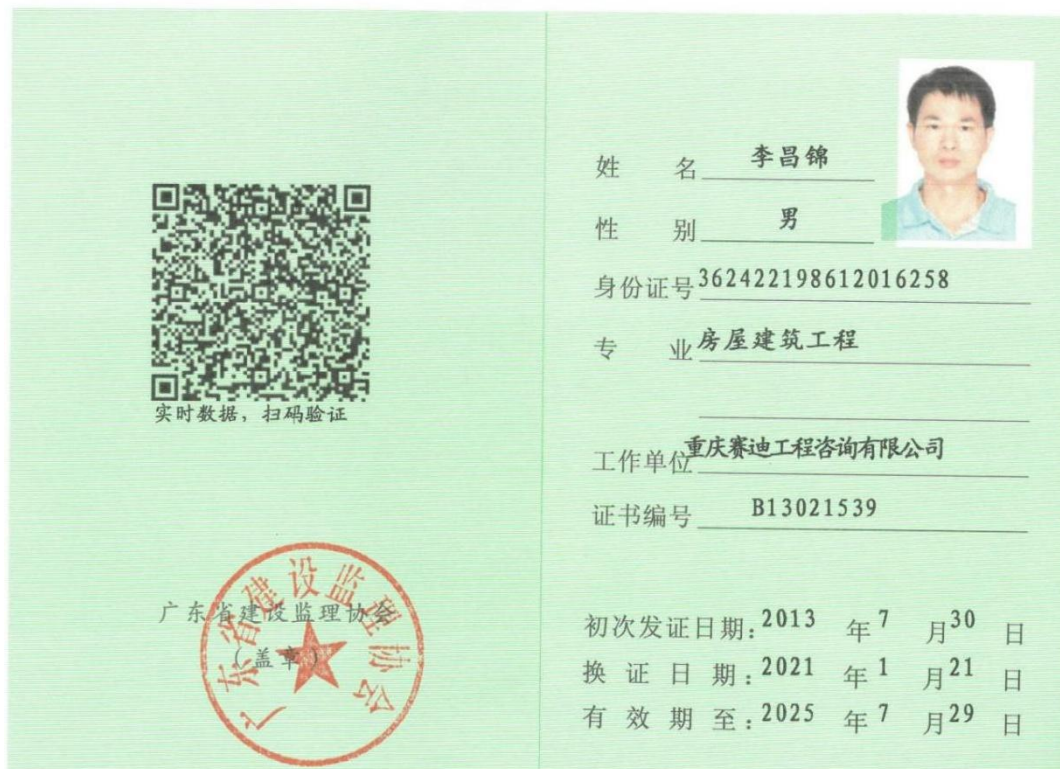 实时数据，扫码验证
广东省建设监理协会
（盖章）
广东省建设监理协会
姓 名 李昌锦
性 别 男
身份证号 362422198612016258
专 业 房屋建筑工程
工作单位 重庆赛迪工程咨询有限公司
证书编号 B13021539
初次发证日期：2013 年 7 月 30 日
换 证 日 期：2021 年 1 月 21 日
有 效 期 至：2025 年 7 月 29 日